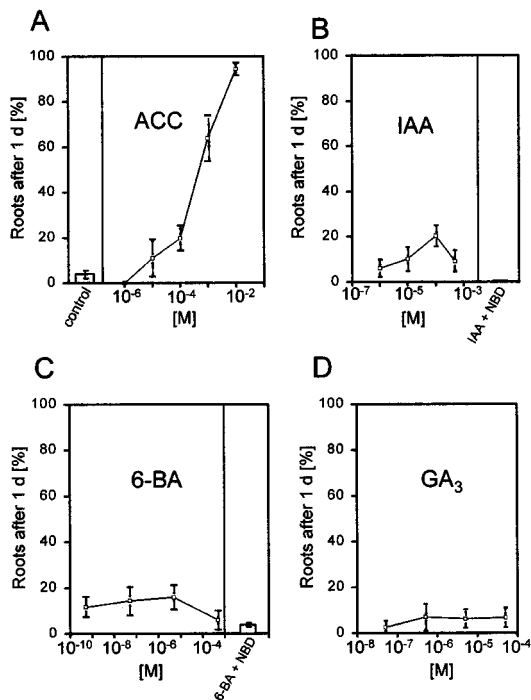 A
Roots after 1 d [%]
100
80
60
40
20
0
ACC
control
10⁻⁶ 10⁻⁴ 10⁻²
[M]
B
Roots after 1 d [%]
100
80
60
40
20
0
IAA
10⁻⁷ 10⁻⁵ 10⁻³
[M]
IAA + NBD
C
Roots after 1 d [%]
100
80
60
40
20
0
6-BA
10⁻¹⁰ 10⁻⁸ 10⁻⁶ 10⁻⁴
[M]
6-BA + NBD
D
Roots after 1 d [%]
100
80
60
40
20
0
GA₃
10⁻⁸ 10⁻⁷ 10⁻⁶ 10⁻⁵ 10⁻⁴
[M]